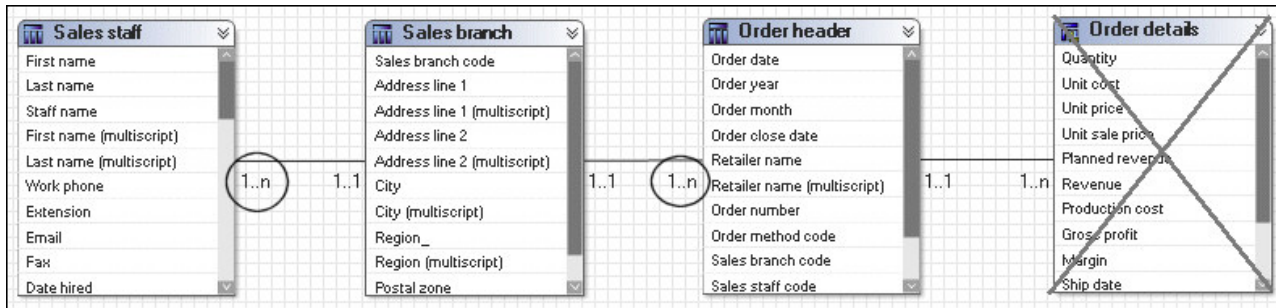 Sales staff
First name
Last name
Staff name
First name (multiscript)
Last name (multiscript)
Work phone
Extension
Email
Fax
Date hired
1..n
1..1
Sales branch
Sales branch code
Address line 1
Address line 1 (multiscript)
Address line 2
Address line 2 (multiscript)
City
City (multiscript)
Region_
Region (multiscript)
Postal zone
1..1
1..n
Order header
Order date
Order year
Order month
Order close date
Retailer name
Retailer name (multiscript)
Order number
Order method code
Sales branch code
Sales staff code
1..1
1..n
Order details
Quantity
Unit cost
Unit price
Unit sale price
Planned revenue
Revenue
Production cost
Gross profit
Margin
Ship date